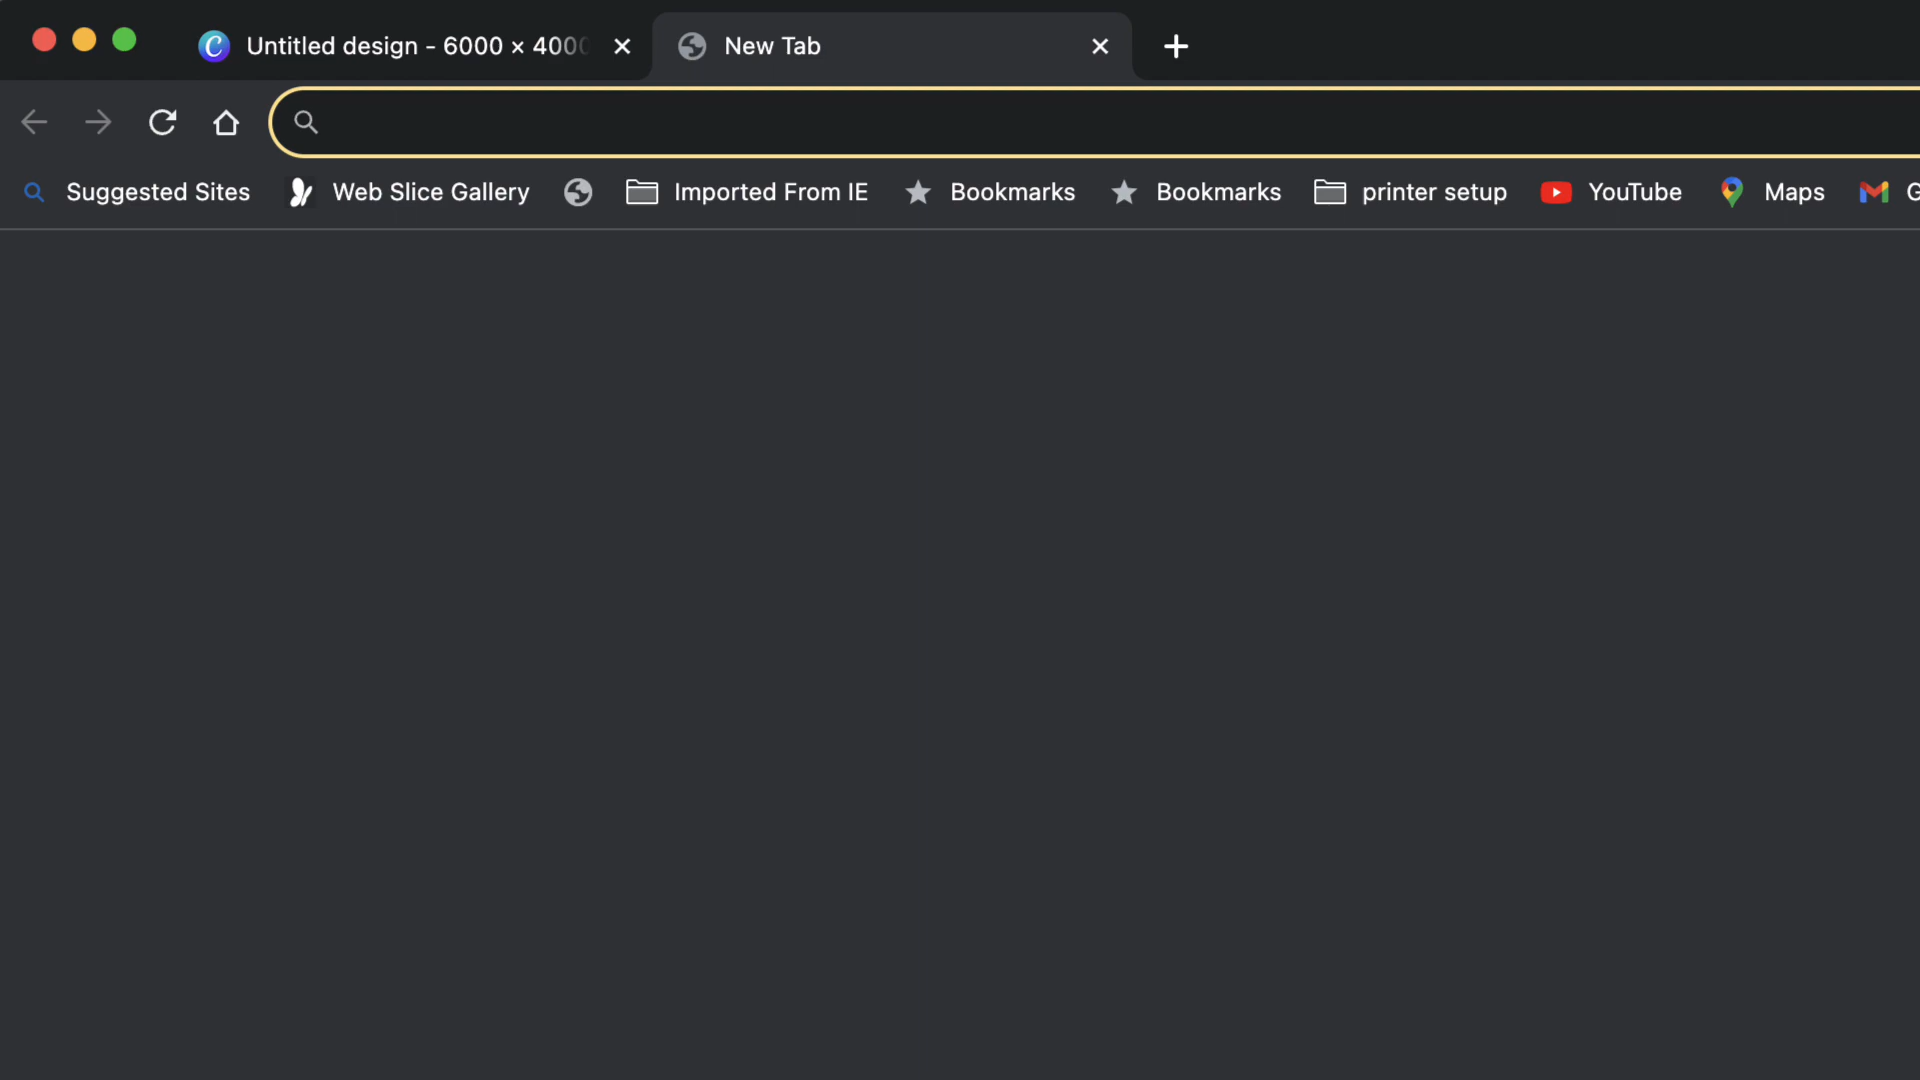 Untitled design - 6000 × 4000
New Tab
Suggested Sites
Web Slice Gallery
Imported From IE
Bookmarks
Bookmarks
printer setup
YouTube
Maps
G